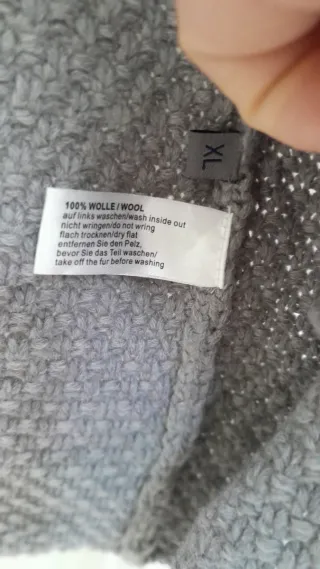 XL
100% WOLLE/WOOL
auf links waschen/wash inside out
nicht wringen/do not wring
flach trocknen/dry flat
entfernen Sie den Pelz,
bevor Sie das Teil waschen/
take off the fur before washing